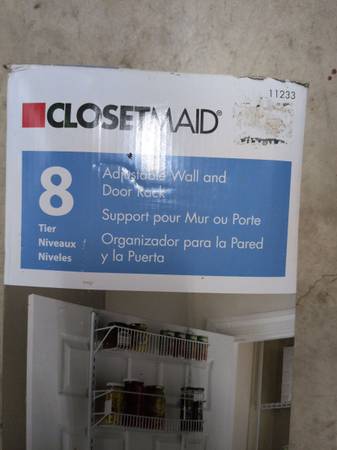 11233
CLOSETMAID®
8
Tier
Niveaux
Niveles
Adjustable Wall and
Door Rack
Support pour Mur ou Porte
Organizador para la Pared
y la Puerta